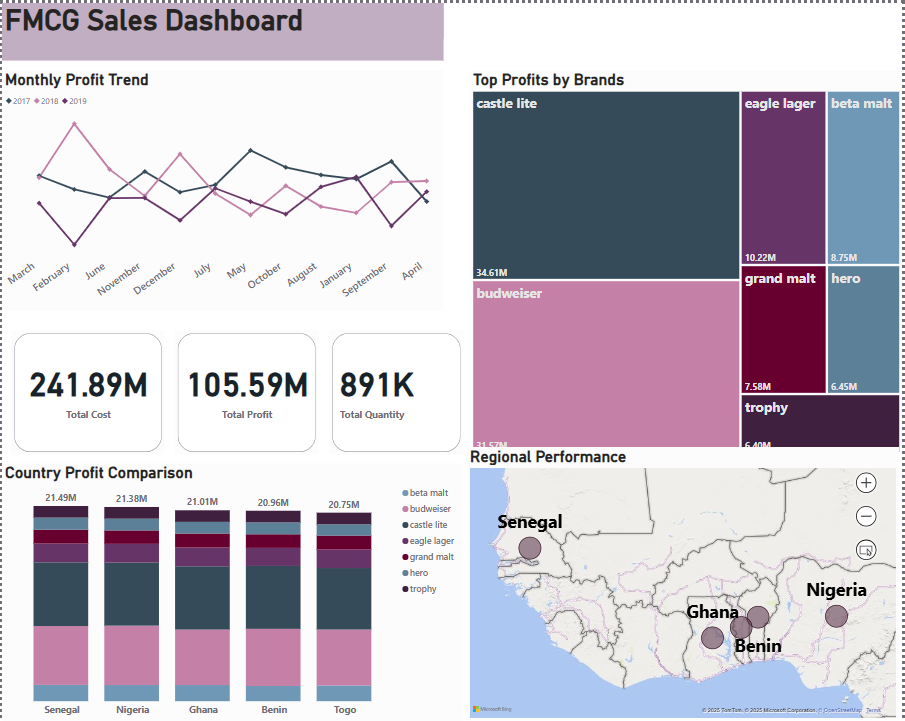 FMCG Sales Dashboard
Monthly Profit Trend
2017 2018 2019
March
February
June
November
December
July
May
October
August
January
September
April
241.89M
Total Cost
105.59M
Total Profit
891K
Total Quantity
Country Profit Comparison
21.49M
21.38M
21.01M
20.96M
20.75M
Senegal
Nigeria
Ghana
Benin
Togo
beta malt
budweiser
castle lite
eagle lager
grand malt
hero
trophy
Top Profits by Brands
castle lite
34.61M
budweiser
31.57M
eagle lager
10.22M
beta malt
8.75M
grand malt
7.58M
hero
6.45M
trophy
6.40M
Regional Performance
Senegal
Nigeria
Ghana
Benin
Microsoft Bing
© 2025 TomTom, © 2025 Microsoft Corporation, © OpenStreetMap Terms